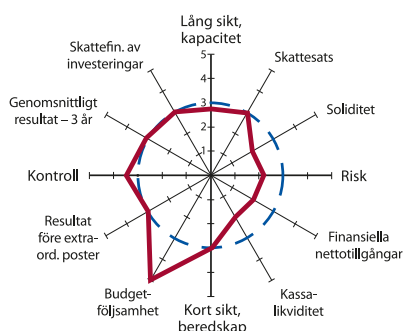 Lång sikt,
kapacitet
Skattefin. av
investeringar
Skattesats
Genomsnittligt
resultat – 3 år
Soliditet
5
4
3
2
1
Kontroll
Risk
Resultat
före extra-
ord. poster
Finansiella
nettotillgångar
Budget-
följsamhet
Kassa-
likviditet
Kort sikt,
beredskap